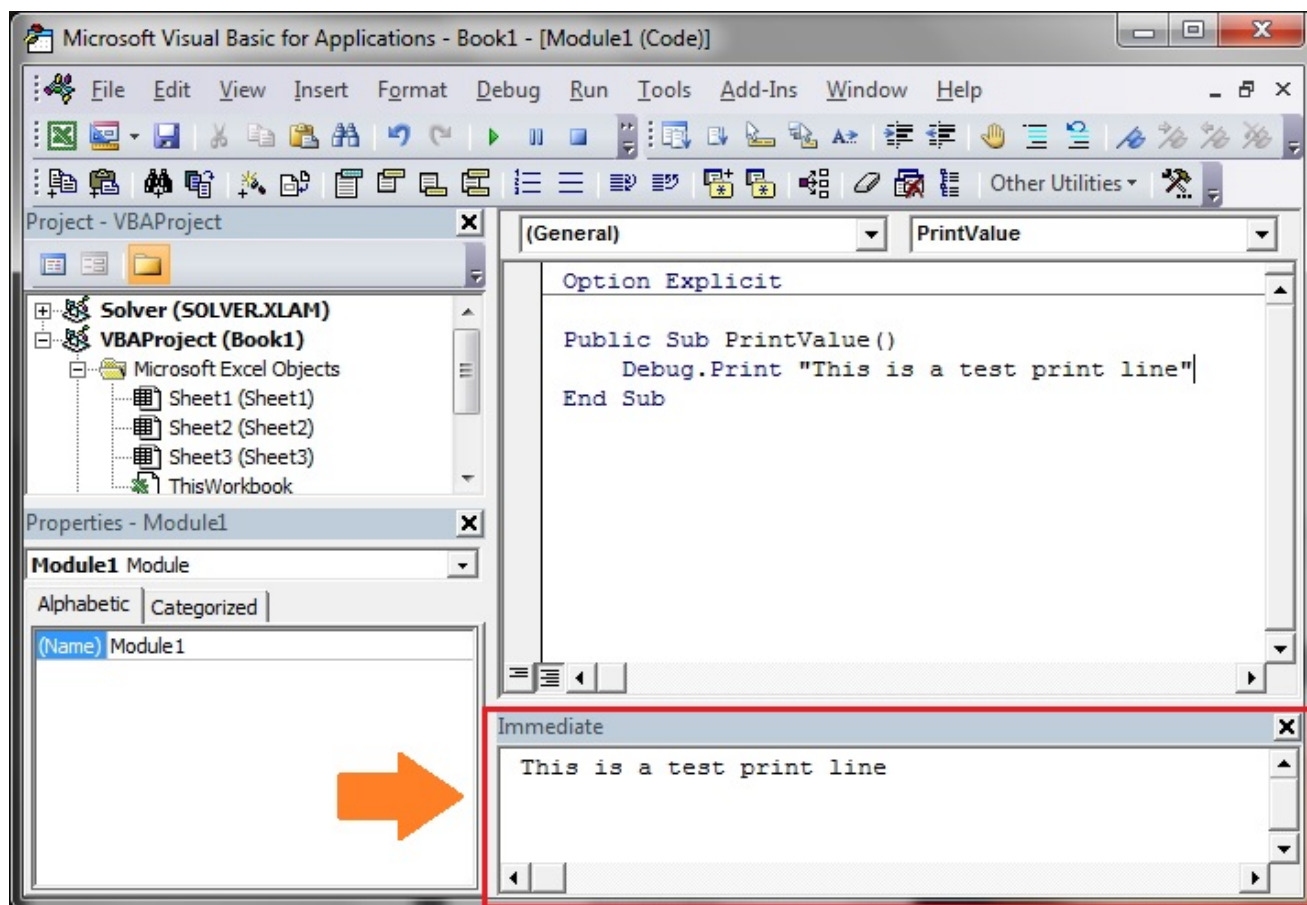 Microsoft Visual Basic for Applications - Book1 - [Module1 (Code)]
File Edit View Insert Format Debug Run Tools Add-Ins Window Help
Other Utilities
Project - VBAProject
Solver (SOLVER.XLAM)
VBAProject (Book1)
Microsoft Excel Objects
Sheet1 (Sheet1)
Sheet2 (Sheet2)
Sheet3 (Sheet3)
ThisWorkbook
Properties - Module1
Module1 Module
Alphabetic Categorized
(Name) Module1
(General) PrintValue
Option Explicit
Public Sub PrintValue()
Debug.Print "This is a test print line"
End Sub
Immediate
This is a test print line